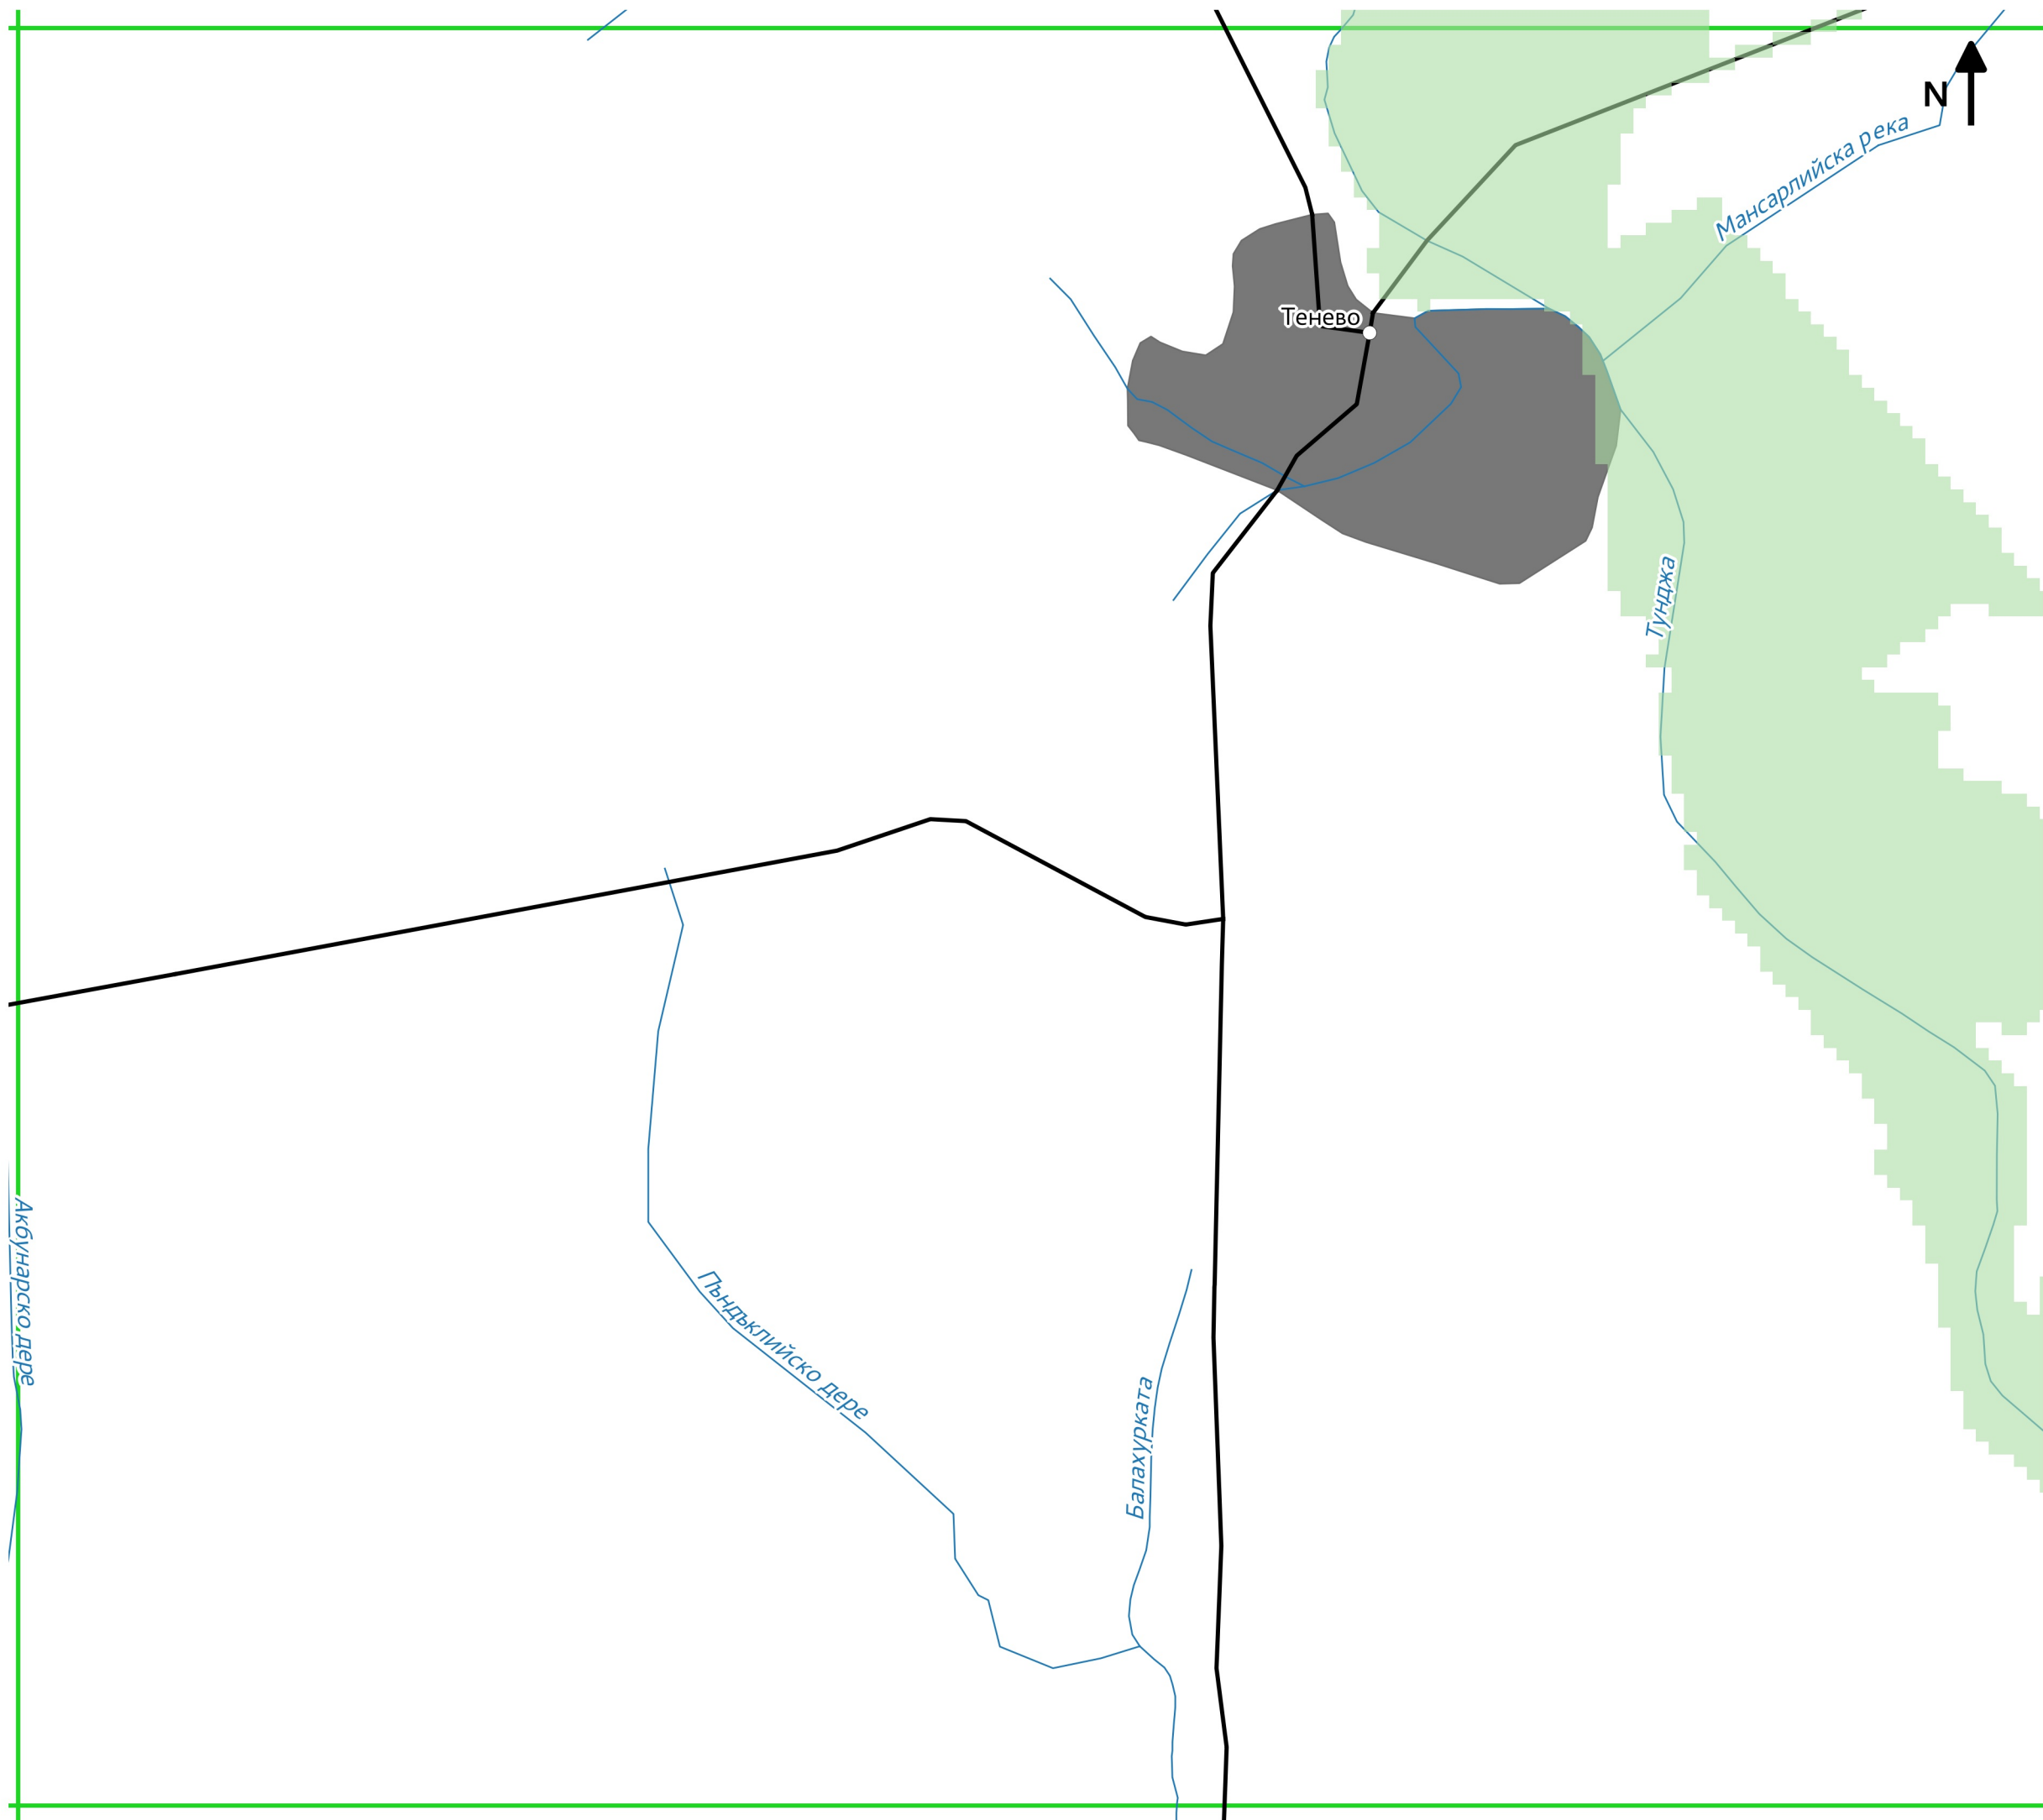 N
Мансарлийска река
Тенево
Тунджа
Акбунарско дере
Пъндъклийско дере
Балахурката